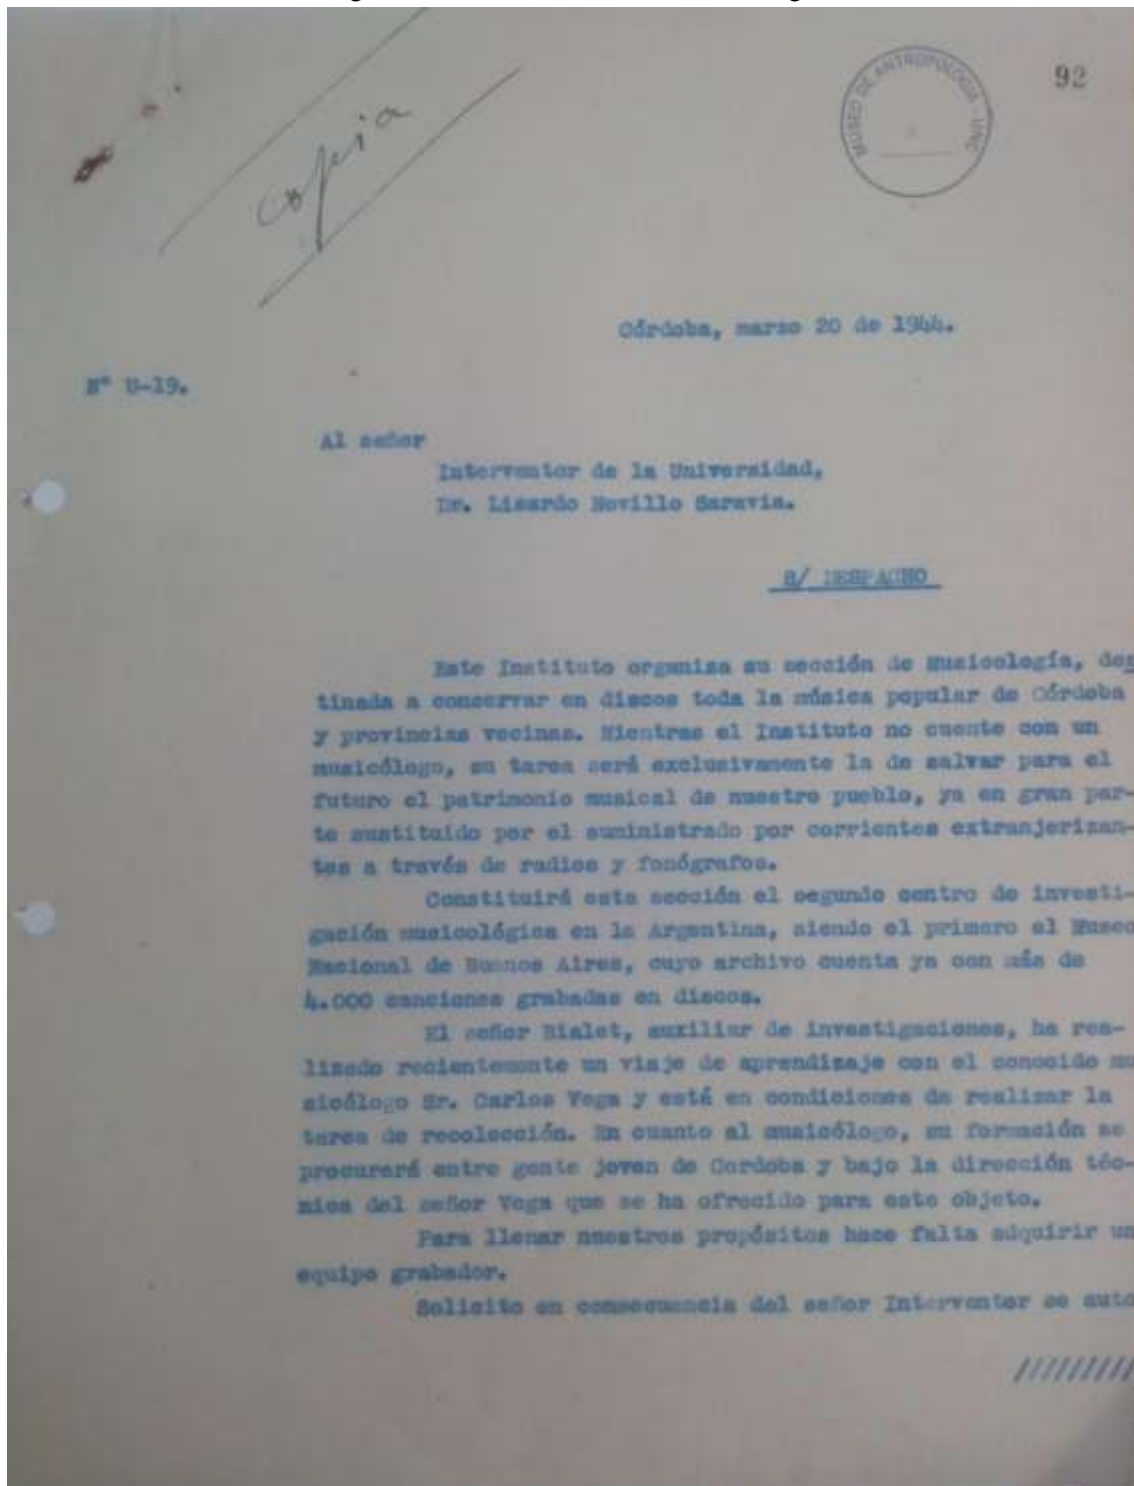 92
MUSEO DE ANTROPOLOGIA - UNC
copia
Córdoba, marzo 20 de 1944.
N° U-19.
Al señor
Interventor de la Universidad,
Dr. Lisardo Novillo Saravia.
S/ DESPACHO
Este Instituto organiza su sección de Musicología, des
tinada a concervar en discos toda la música popular de Córdoba
y provincias vecinas. Mientras el Instituto no cuente con un
musicólogo, su tarea será exclusivamente la de salvar para el
futuro el patrimonio musical de nuestro pueblo, ya en gran par-
te sustituido por el suministrado por corrientes extranjerizan-
tes a través de radios y fonógrafos.
Constituirá esta sección el segundo centro de investi-
gación musicológica en la Argentina, siendo el primero el Museo
Nacional de Buenos Aires, cuyo archivo cuenta ya con más de
4.000 canciones grabadas en discos.
El señor Bialet, auxiliar de investigaciones, ha rea-
lizado recientemente un viaje de aprendizaje con el conocido mu
sicólogo Sr. Carlos Vega y está en condiciones de realizar la
tarea de recolección. En cuanto al musicólogo, su formación se
procurará entre gente joven de Cordoba y bajo la dirección téc-
nica del señor Vega que se ha ofrecido para este objeto.
Para llenar nuestros propósitos hace falta adquirir un
equipo grabador.
Solicito en consecuencia del señor Interventor se auto
//////////